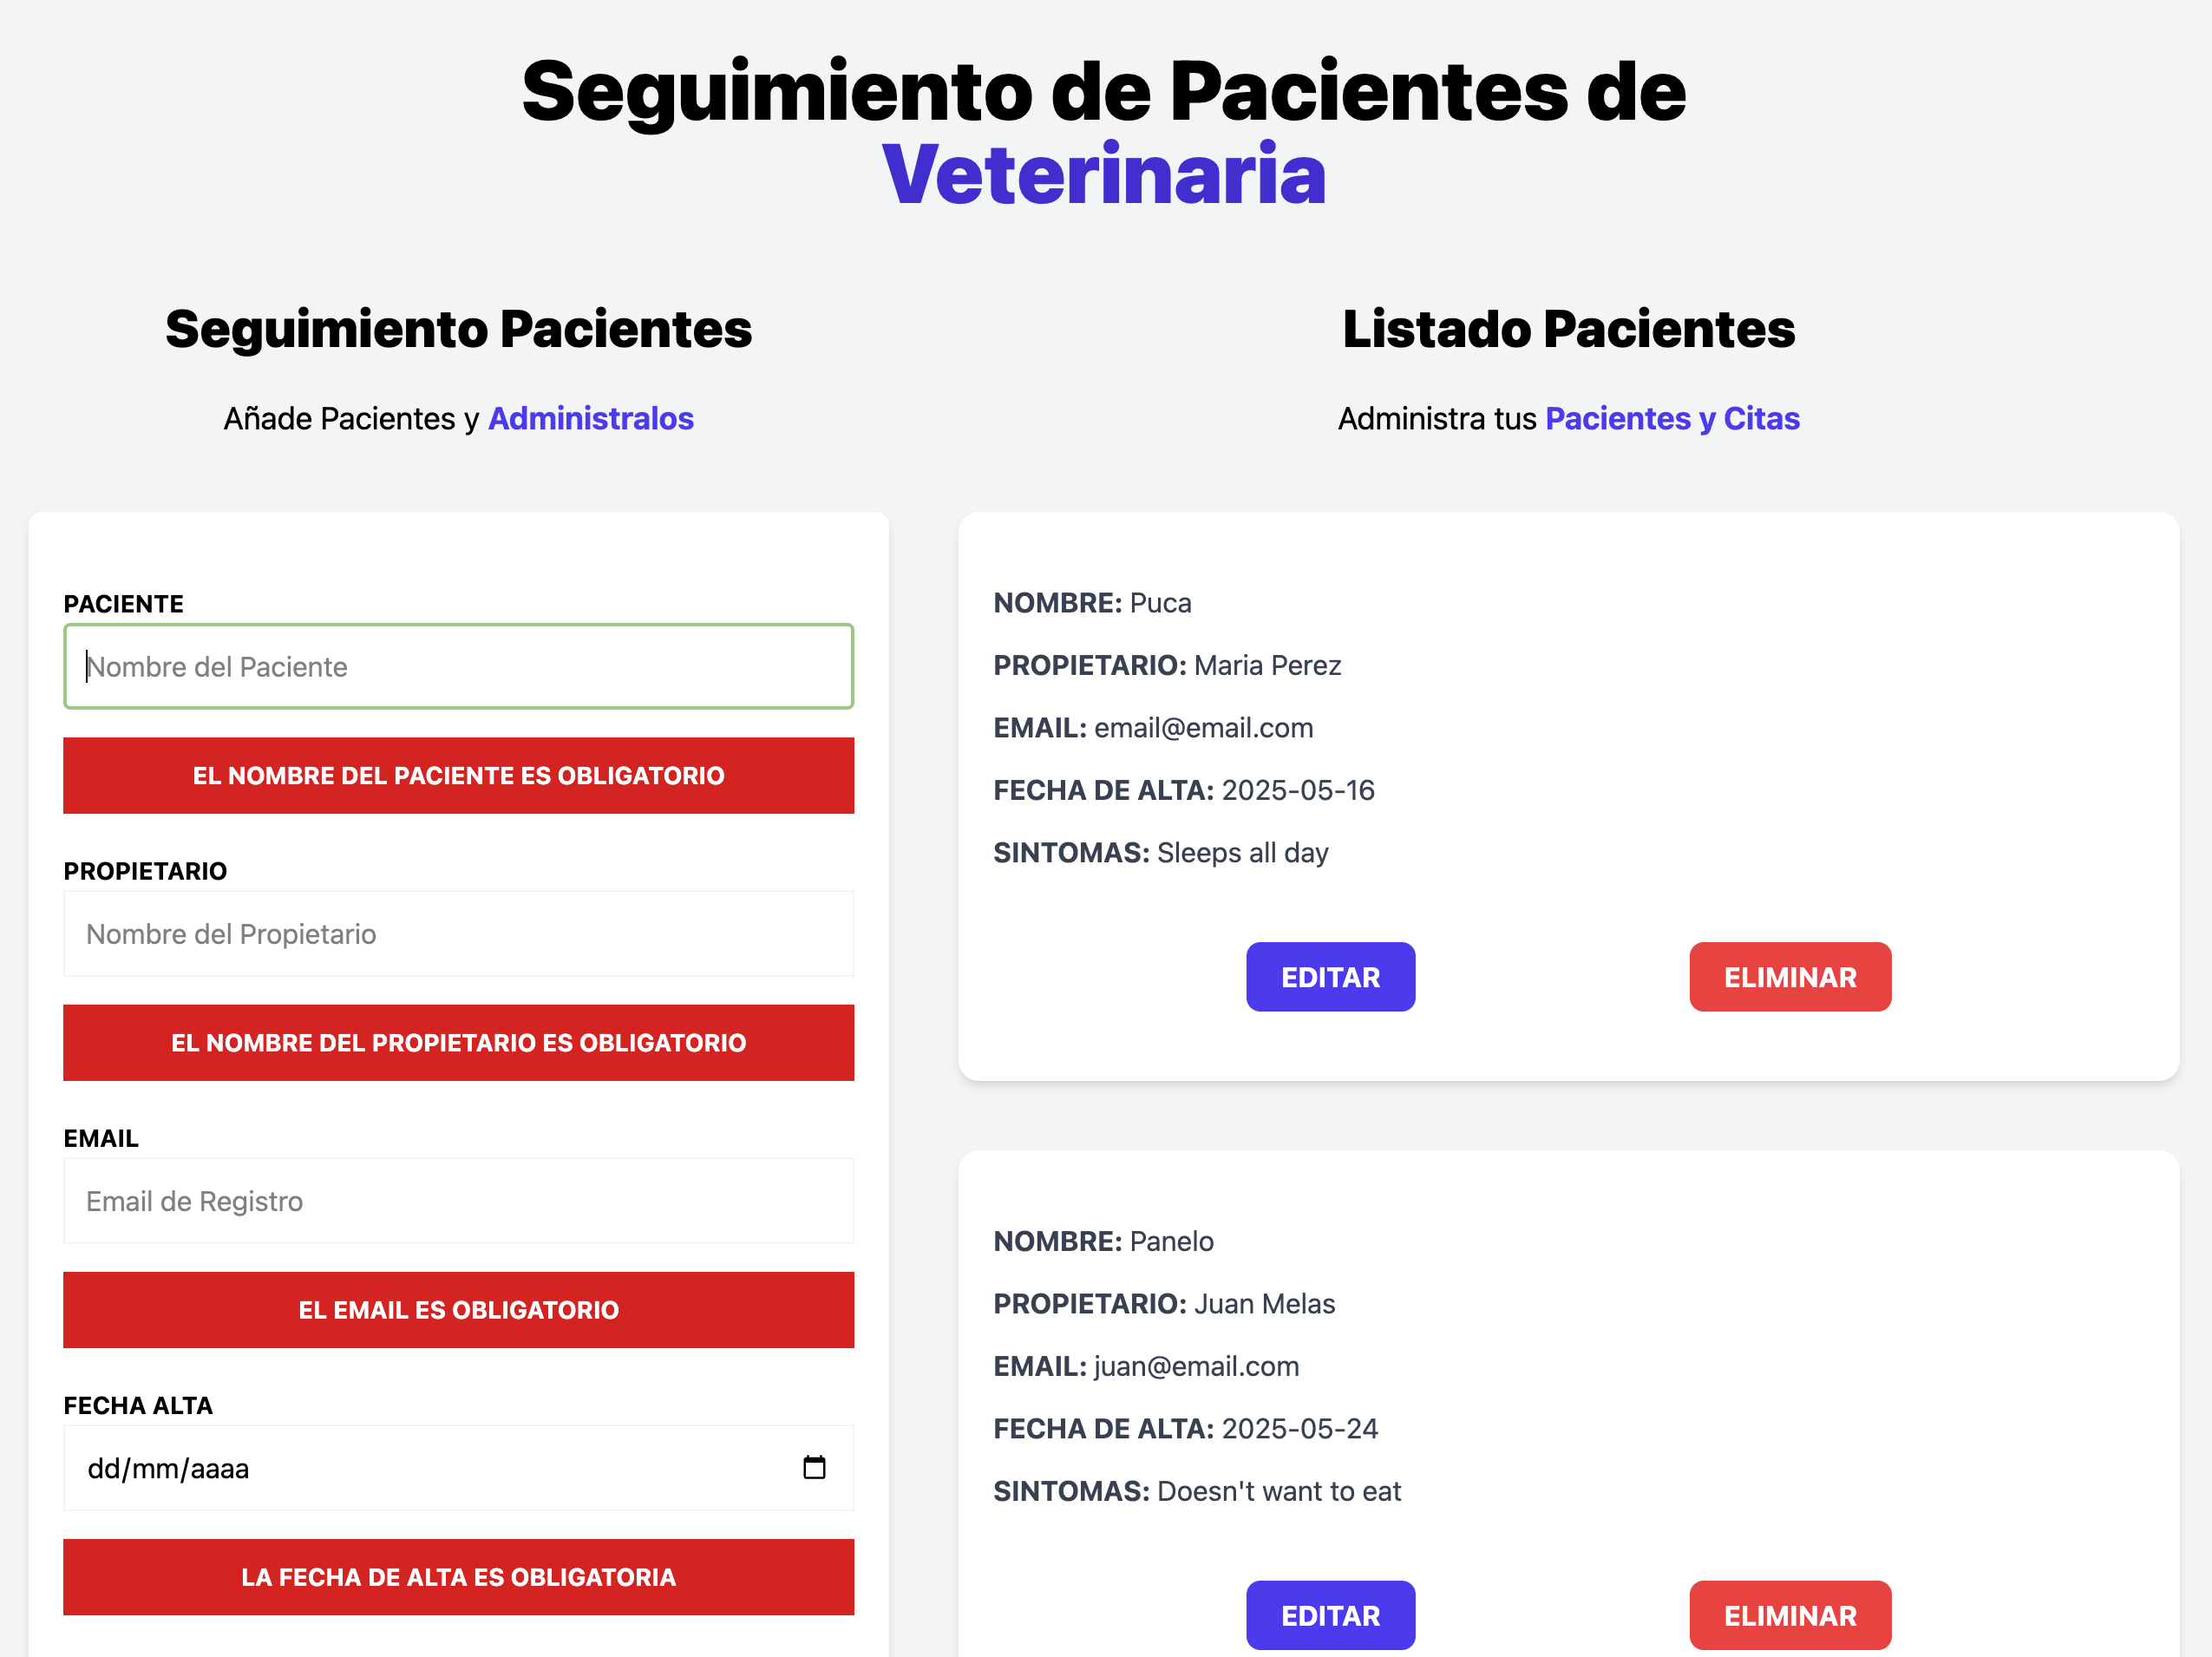 Seguimiento de Pacientes de
Veterinaria
Seguimiento Pacientes
Añade Pacientes y Administralos
PACIENTE
Nombre del Paciente
EL NOMBRE DEL PACIENTE ES OBLIGATORIO
PROPIETARIO
Nombre del Propietario
EL NOMBRE DEL PROPIETARIO ES OBLIGATORIO
EMAIL
Email de Registro
EL EMAIL ES OBLIGATORIO
FECHA ALTA
dd/mm/aaaa
LA FECHA DE ALTA ES OBLIGATORIA
Listado Pacientes
Administra tus Pacientes y Citas
NOMBRE: Puca
PROPIETARIO: Maria Perez
EMAIL: email@email.com
FECHA DE ALTA: 2025-05-16
SINTOMAS: Sleeps all day
EDITAR
ELIMINAR
NOMBRE: Panelo
PROPIETARIO: Juan Melas
EMAIL: juan@email.com
FECHA DE ALTA: 2025-05-24
SINTOMAS: Doesn't want to eat
EDITAR
ELIMINAR